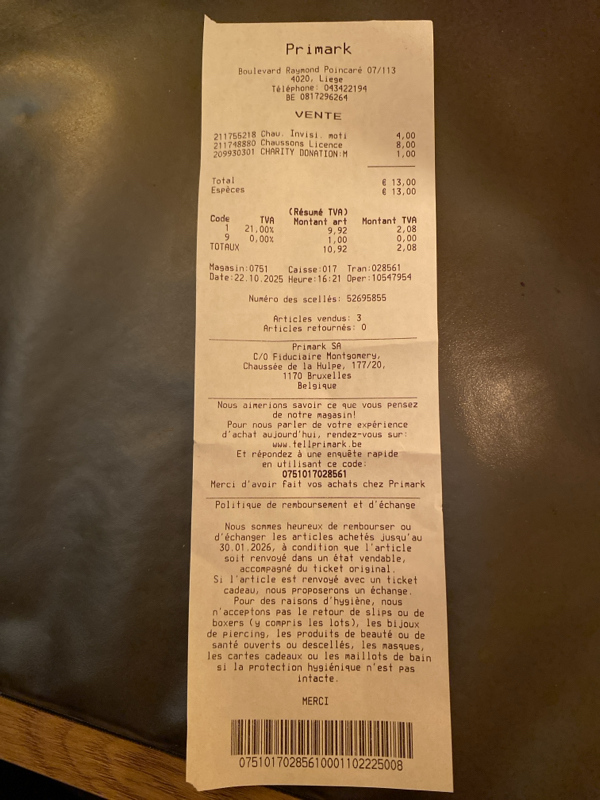 Primark
Boulevard Raymond Poincaré 07/113
4020, Liege
Téléphone: 043422194
BE 0817296264
VENTE
211755218 Chau. Invisi. moti 4,00
211748880 Chaussons Licence 8,00
209930301 CHARITY DONATION:M 1,00
Total € 13,00
Espèces € 13,00
(Résumé TVA)
Code TVA Montant art Montant TVA
1 21,00% 9,92 2,08
9 0,00% 1,00 0,00
TOTAUX 10,92 2,08
Magasin:0751 Caisse:017 Tran:028561
Date:22.10.2025 Heure:16:21 Oper:10547954
Numéro des scellés: 52695855
Articles vendus: 3
Articles retournés: 0
Primark SA
C/O Fiduciaire Montgomery,
Chaussée de la Hulpe, 177/20,
1170 Bruxelles
Belgique
Nous aimerions savoir ce que vous pensez
de notre magasin!
Pour nous parler de votre expérience
d'achat aujourd'hui, rendez-vous sur:
www.tellprimark.be
Et répondez à une enquête rapide
en utilisant ce code:
0751017028561
Merci d'avoir fait vos achats chez Primark
Politique de remboursement et d'échange
Nous sommes heureux de rembourser ou
d'échanger les articles achetés jusqu'au
30.01.2026, à condition que l'article
soit renvoyé dans un état vendable,
accompagné du ticket original.
Si l'article est renvoyé avec un ticket
cadeau, nous proposerons un échange.
Pour des raisons d'hygiène, nous
n'acceptons pas le retour de slips ou de
boxers (y compris les lots), les bijoux
de piercing, les produits de beauté ou de
santé ouverts ou descellés, les masques,
les cartes cadeaux ou les maillots de bain
si la protection hygiénique n'est pas
intacte.
MERCI
07510170285610001102225008